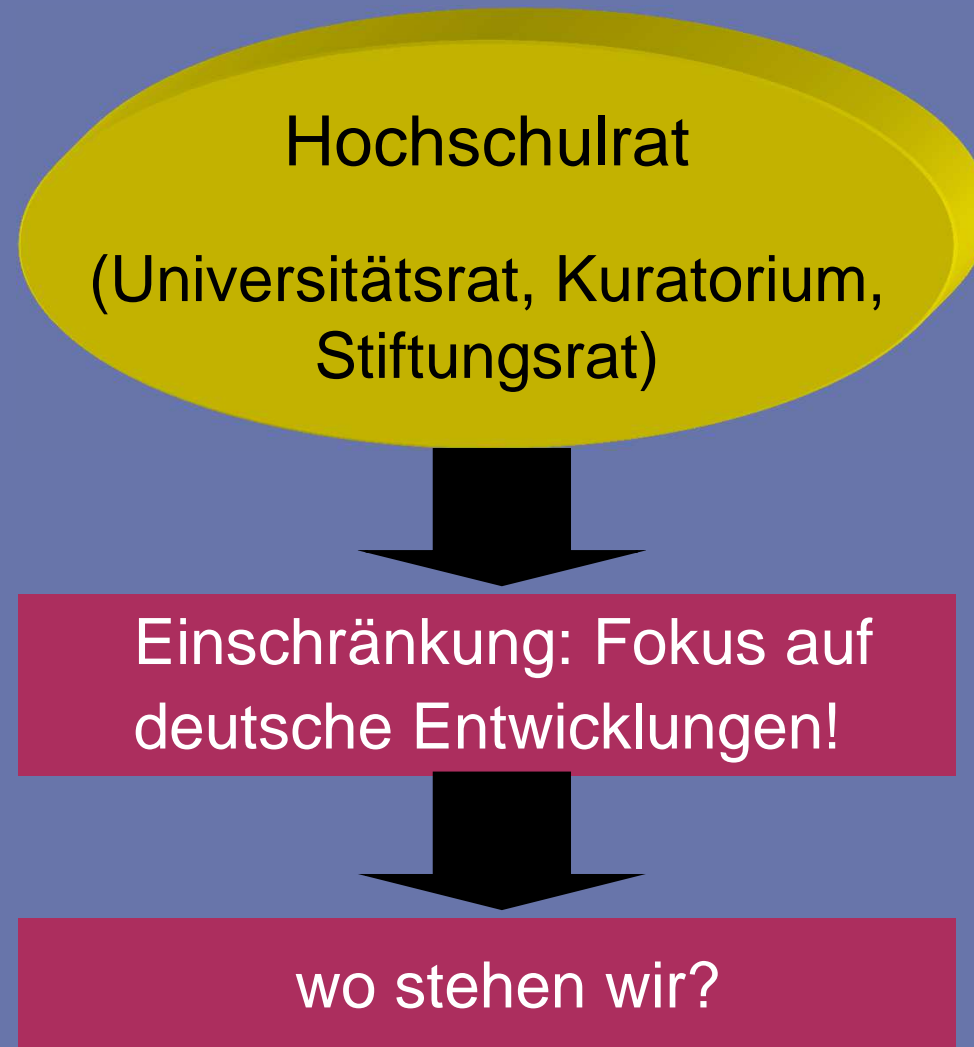 Hochschulrat
(Universitätsrat, Kuratorium,
Stiftungsrat)
Einschränkung: Fokus auf
deutsche Entwicklungen!
wo stehen wir?